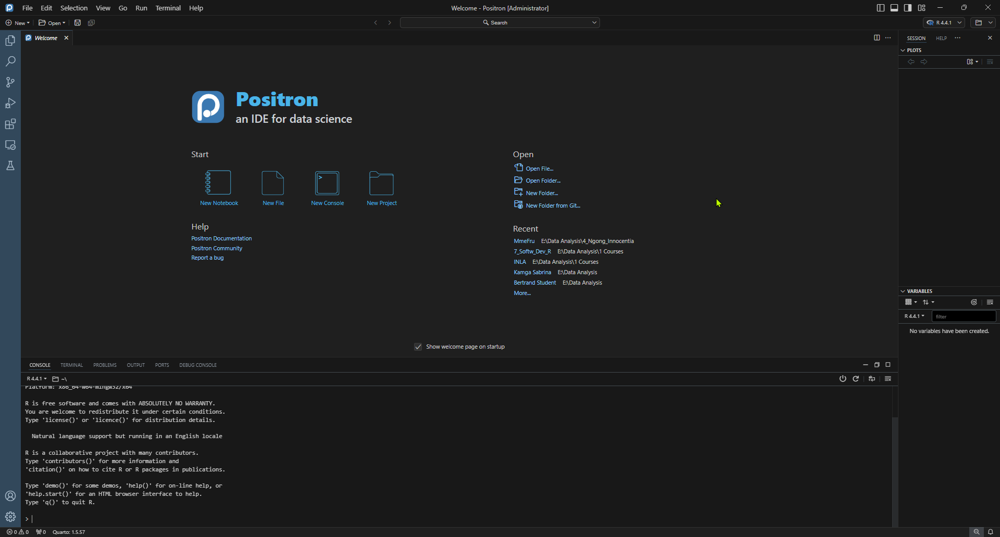 File Edit Selection View Go Run Terminal Help
Welcome - Positron [Administrator]
New Open
Search
R 4.4.1
Welcome
SESSION HELP
PLOTS
Positron
an IDE for data science
Start
New Notebook New File New Console New Project
Help
Positron Documentation
Positron Community
Report a bug
Open
Open File...
Open Folder...
New Folder...
New Folder from Git...
Recent
MmeFru E:\Data Analysis\4_Ngong_Innocentia
7_Softw_Dev_R E:\Data Analysis\1 Courses
INLA E:\Data Analysis\1 Courses
Kamga Sabrina E:\Data Analysis
Bertrand Student E:\Data Analysis
More...
Show welcome page on startup
VARIABLES
R 4.4.1 filter
No variables have been created.
CONSOLE TERMINAL PROBLEMS OUTPUT PORTS DEBUG CONSOLE
R 4.4.1 ~\
Platform: x86_64-w64-mingw32/x64
R is free software and comes with ABSOLUTELY NO WARRANTY.
You are welcome to redistribute it under certain conditions.
Type 'license()' or 'licence()' for distribution details.
Natural language support but running in an English locale
R is a collaborative project with many contributors.
Type 'contributors()' for more information and
'citation()' on how to cite R or R packages in publications.
Type 'demo()' for some demos, 'help()' for on-line help, or
'help.start()' for an HTML browser interface to help.
Type 'q()' to quit R.
>
0 0 0 Quarto: 1.5.57